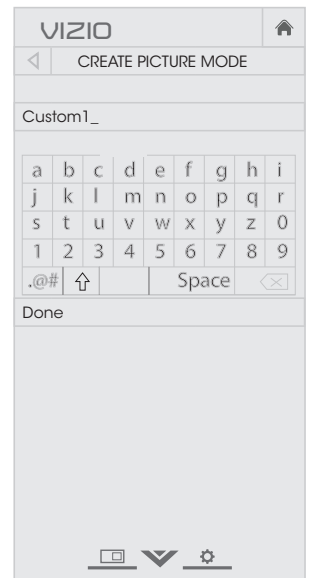 VIZIO
CREATE PICTURE MODE
Custom1_
a b c d e f g h i
j k l m n o p q r
s t u v w x y z 0
1 2 3 4 5 6 7 8 9
.@# Space
Done